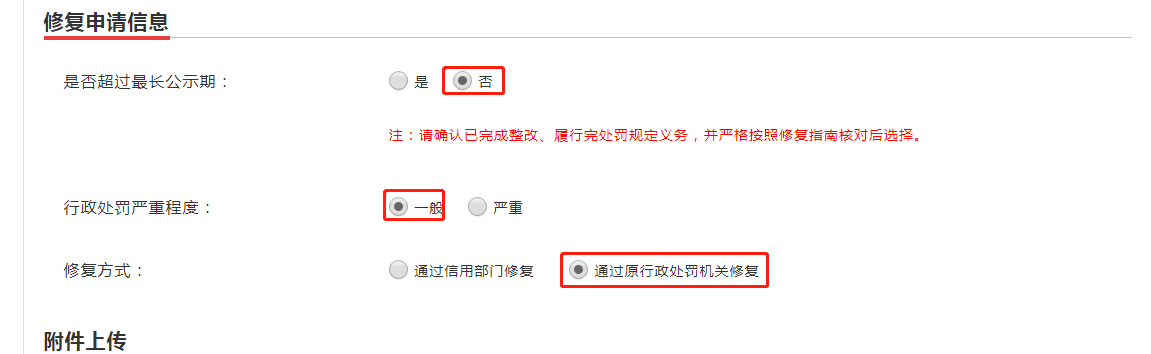 修复申请信息
是否超过最长公示期： 是 否
注：请确认已完成整改、履行完处罚规定义务，并严格按照修复指南核对后选择。
行政处罚严重程度： 一般 严重
修复方式： 通过信用部门修复 通过原行政处罚机关修复
附件上传